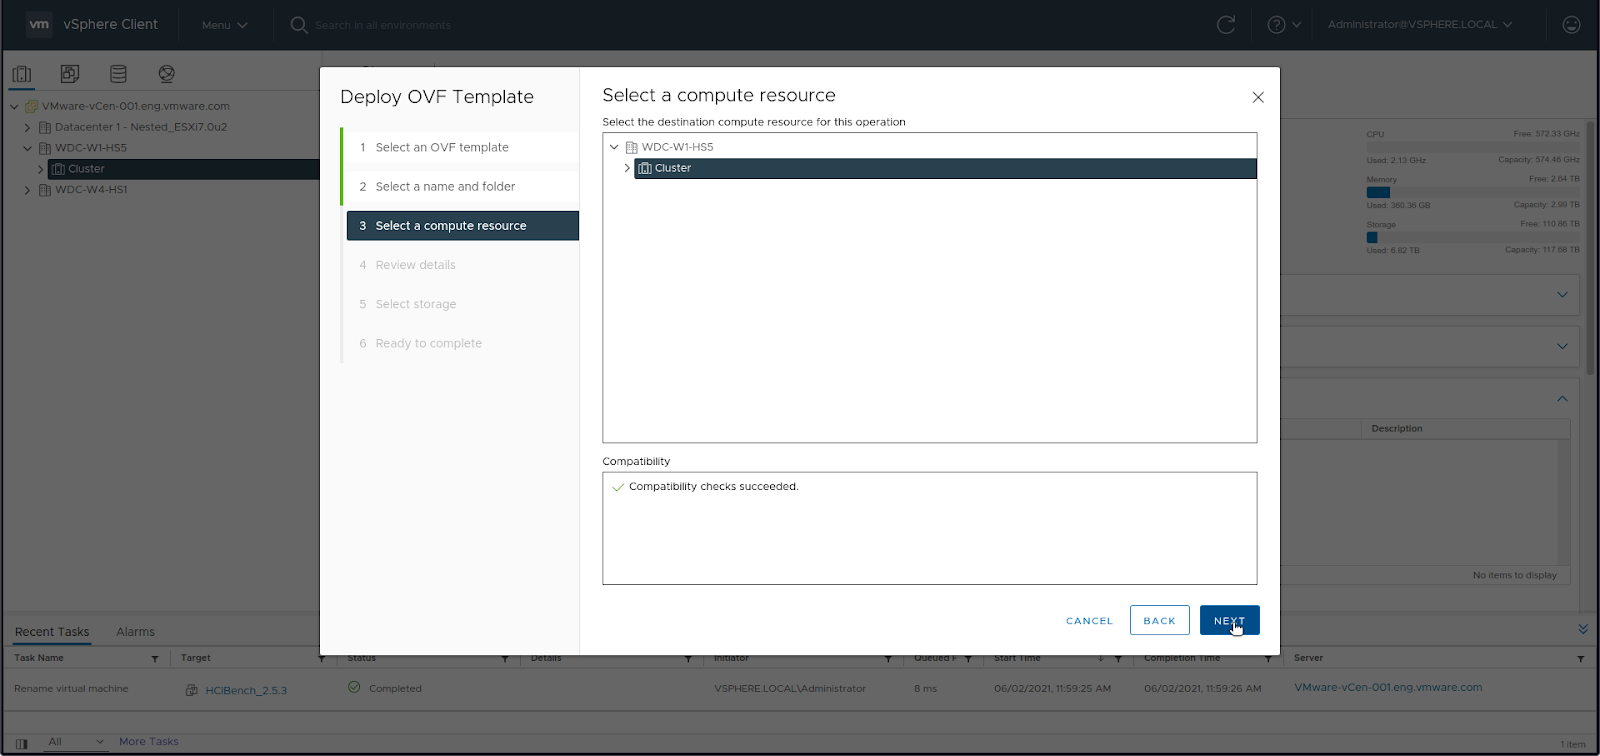 vm vSphere Client Menu Search in all environments Administrator@VSPHERE.LOCAL
VMware-vCen-001.eng.vmware.com
Datacenter 1 - Nested_ESXi7.0u2
WDC-W1-HS5
Cluster
WDC-W4-HS1
Deploy OVF Template
1 Select an OVF template
2 Select a name and folder
3 Select a compute resource
4 Review details
5 Select storage
6 Ready to complete
Select a compute resource
Select the destination compute resource for this operation
WDC-W1-HS5
Cluster
Compatibility
Compatibility checks succeeded.
CANCEL BACK NEXT
CPU Free: 572.33 GHz
Used: 2.13 GHz Capacity: 574.46 GHz
Memory Free: 2.64 TB
Used: 360.36 GB Capacity: 2.99 TB
Storage Free: 110.86 TB
Used: 6.82 TB Capacity: 117.68 TB
Description
No items to display
Recent Tasks Alarms
Task Name Target Status Details Initiator Queued Start Time Completion Time Server
Rename virtual machine HCIBench_2.5.3 Completed VSPHERE.LOCAL\Administrator 8 ms 06/02/2021, 11:59:25 AM 06/02/2021, 11:59:26 AM VMware-vCen-001.eng.vmware.com
All More Tasks 1 item